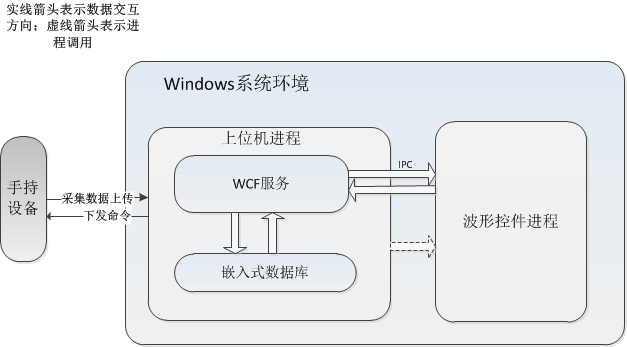 实线箭头表示数据交互
方向；虚线箭头表示进
程调用
Windows系统环境
上位机进程
WCF服务
IPC
手持
设备
采集数据上传
下发命令
波形控件进程
嵌入式数据库